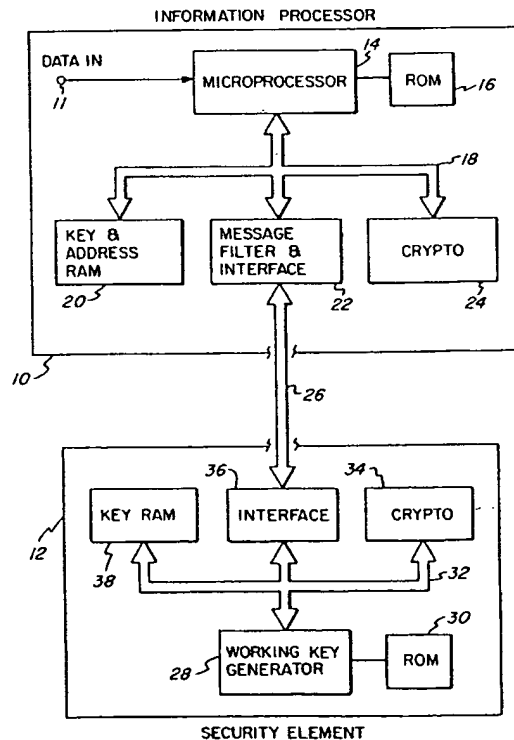 INFORMATION PROCESSOR
14
DATA IN
11
MICROPROCESSOR
ROM
16
18
KEY &
ADDRESS
RAM
20
MESSAGE
FILTER &
INTERFACE
22
CRYPTO
24
10
26
36
34
12
KEY RAM
38
INTERFACE
CRYPTO
32
30
28
WORKING KEY
GENERATOR
ROM
SECURITY ELEMENT